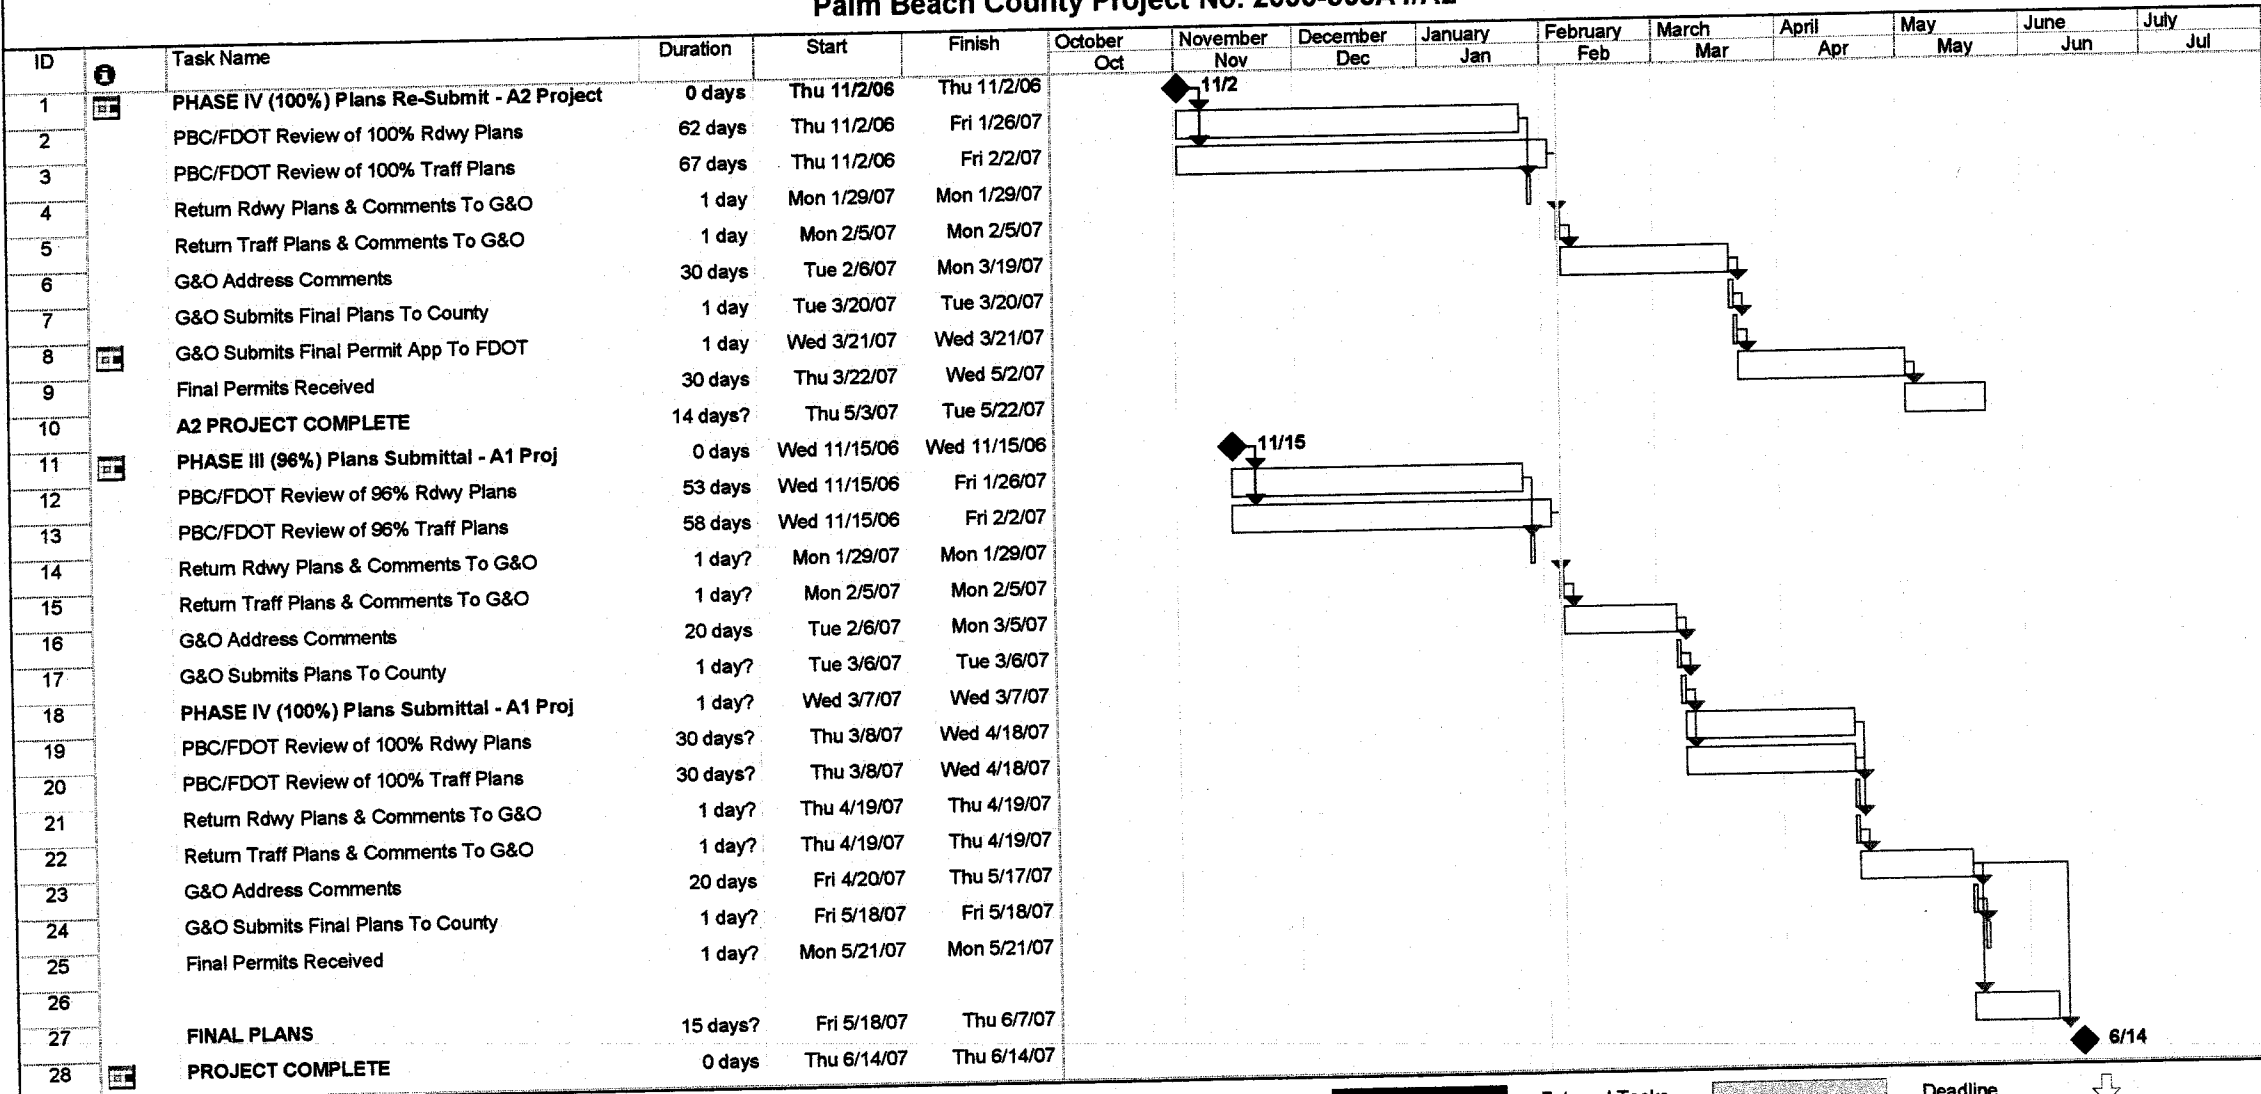 Palm Beach County Project No.
ID Task Name Duration Start Finish October November December January February March April May June July
Oct Nov Dec Jan Feb Mar Apr May Jun Jul
1 PHASE IV (100%) Plans Re-Submit - A2 Project 0 days Thu 11/2/06 Thu 11/2/06 11/2
2 PBC/FDOT Review of 100% Rdwy Plans 62 days Thu 11/2/06 Fri 1/26/07
3 PBC/FDOT Review of 100% Traff Plans 67 days Thu 11/2/06 Fri 2/2/07
4 Return Rdwy Plans & Comments To G&O 1 day Mon 1/29/07 Mon 1/29/07
5 Return Traff Plans & Comments To G&O 1 day Mon 2/5/07 Mon 2/5/07
6 G&O Address Comments 30 days Tue 2/6/07 Mon 3/19/07
7 G&O Submits Final Plans To County 1 day Tue 3/20/07 Tue 3/20/07
8 G&O Submits Final Permit App To FDOT 1 day Wed 3/21/07 Wed 3/21/07
9 Final Permits Received 30 days Thu 3/22/07 Wed 5/2/07
10 A2 PROJECT COMPLETE 14 days? Thu 5/3/07 Tue 5/22/07
11 PHASE III (96%) Plans Submittal - A1 Proj 0 days Wed 11/15/06 Wed 11/15/06 11/15
12 PBC/FDOT Review of 96% Rdwy Plans 53 days Wed 11/15/06 Fri 1/26/07
13 PBC/FDOT Review of 96% Traff Plans 58 days Wed 11/15/06 Fri 2/2/07
14 Return Rdwy Plans & Comments To G&O 1 day? Mon 1/29/07 Mon 1/29/07
15 Return Traff Plans & Comments To G&O 1 day? Mon 2/5/07 Mon 2/5/07
16 G&O Address Comments 20 days Tue 2/6/07 Mon 3/5/07
17 G&O Submits Plans To County 1 day? Tue 3/6/07 Tue 3/6/07
18 PHASE IV (100%) Plans Submittal - A1 Proj 1 day? Wed 3/7/07 Wed 3/7/07
19 PBC/FDOT Review of 100% Rdwy Plans 30 days? Thu 3/8/07 Wed 4/18/07
20 PBC/FDOT Review of 100% Traff Plans 30 days? Thu 3/8/07 Wed 4/18/07
21 Return Rdwy Plans & Comments To G&O 1 day? Thu 4/19/07 Thu 4/19/07
22 Return Traff Plans & Comments To G&O 1 day? Thu 4/19/07 Thu 4/19/07
23 G&O Address Comments 20 days Fri 4/20/07 Thu 5/17/07
24 G&O Submits Final Plans To County 1 day? Fri 5/18/07 Fri 5/18/07
25 Final Permits Received 1 day? Mon 5/21/07 Mon 5/21/07
26
27 FINAL PLANS 15 days? Fri 5/18/07 Thu 6/7/07
28 PROJECT COMPLETE 0 days Thu 6/14/07 Thu 6/14/07 6/14
Deadline